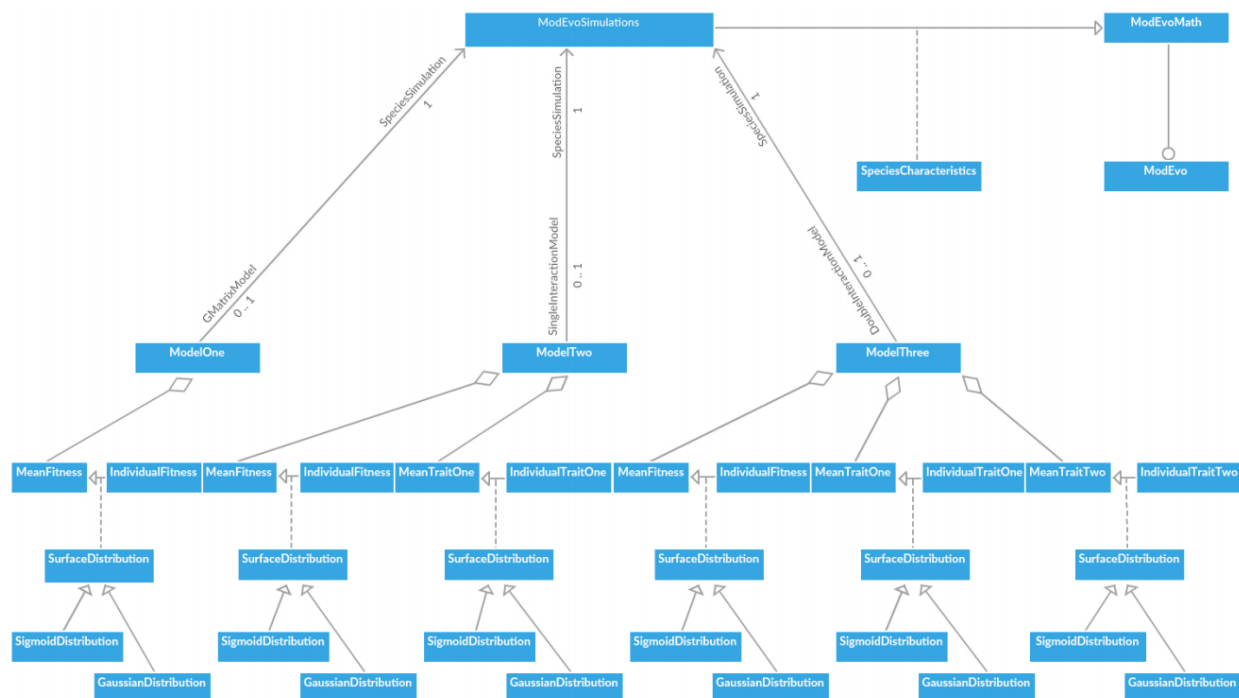 ModEvoSimulations
ModEvoMath
SpeciesSimulation
1
SpeciesSimulation
1
SpeciesSimulation
1
SpeciesCharacteristics
ModEvo
GMatrixModel
0 .. 1
SingleInteractionModel
0 .. 1
DoubleInteractionModel
0 .. 1
ModelOne
ModelTwo
ModelThree
MeanFitness
IndividualFitness
MeanFitness
IndividualFitness
MeanTraitOne
IndividualTraitOne
MeanFitness
IndividualFitness
MeanTraitOne
IndividualTraitOne
MeanTraitTwo
IndividualTraitTwo
SurfaceDistribution
SurfaceDistribution
SurfaceDistribution
SurfaceDistribution
SurfaceDistribution
SurfaceDistribution
SigmoidDistribution
SigmoidDistribution
SigmoidDistribution
SigmoidDistribution
SigmoidDistribution
SigmoidDistribution
GaussianDistribution
GaussianDistribution
GaussianDistribution
GaussianDistribution
GaussianDistribution
GaussianDistribution